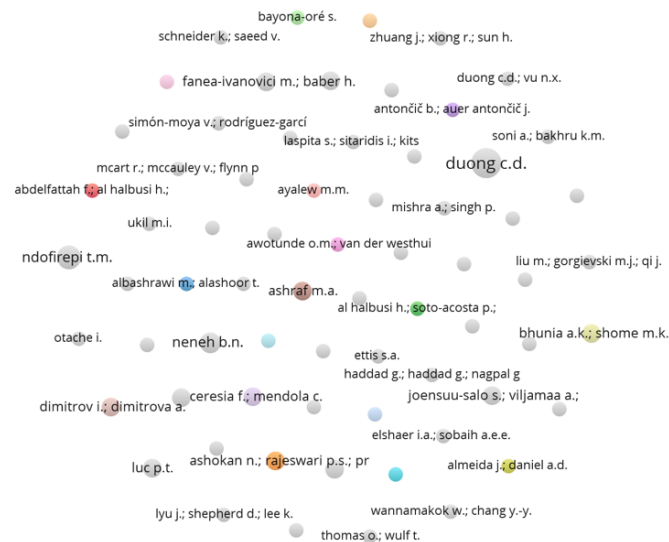 bayona-oré s.
schneider k.; saeed v.
zhuang j.; xiong r.; sun h.
fanea-ivanovici m.; baber h.
duong c.d.; vu n.x.
antončič b.; auer antončič j.
simón-moya v.; rodríguez-garcí
laspita s.; sitaridis i.; kits
soni a.; bakhru k.m.
duong c.d.
mcart r.; mccauley v.; flynn p
abdelfattah f.; al halbusi h.;
ayalew m.m.
mishra a.; singh p.
ukil m.i.
awotunde o.m.; van der westhui
ndofirepi t.m.
liu m.; gorgievski m.j.; qi j.
albashrawi m.; alashoor t.
ashraf m.a.
al halbusi h.; soto-acosta p.;
bhunia a.k.; shome m.k.
otache i.
neneh b.n.
ettis s.a.
haddad g.; haddad g.; nagpal g
ceresia f.; mendola c.
joensuu-salo s.; viljamaa a.;
dimitrov i.; dimitrova a.
elshaer i.a.; sobaih a.e.e.
ashokan n.; rajeswari p.s.; pr
luc p.t.
almeida j.; daniel a.d.
lyu j.; shepherd d.; lee k.
wannamakok w.; chang y.-y.
thomas o.; wulf t.